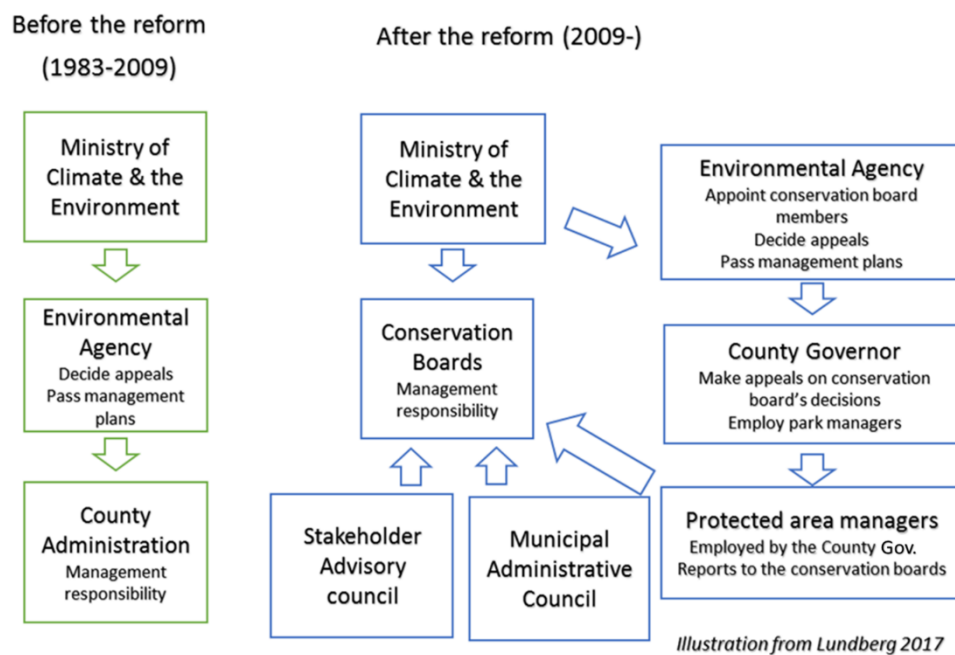 Before the reform
(1983-2009)
After the reform (2009-)
Ministry of
Climate & the
Environment
Environmental
Agency
Decide appeals
Pass management
plans
County
Administration
Management
responsibility
Ministry of
Climate & the
Environment
Conservation
Boards
Management
responsibility
Stakeholder
Advisory
council
Municipal
Administrative
Council
Environmental Agency
Appoint conservation board
members
Decide appeals
Pass management plans
County Governor
Make appeals on conservation
board's decisions
Employ park managers
Protected area managers
Employed by the County Gov.
Reports to the conservation boards
Illustration from Lundberg 2017